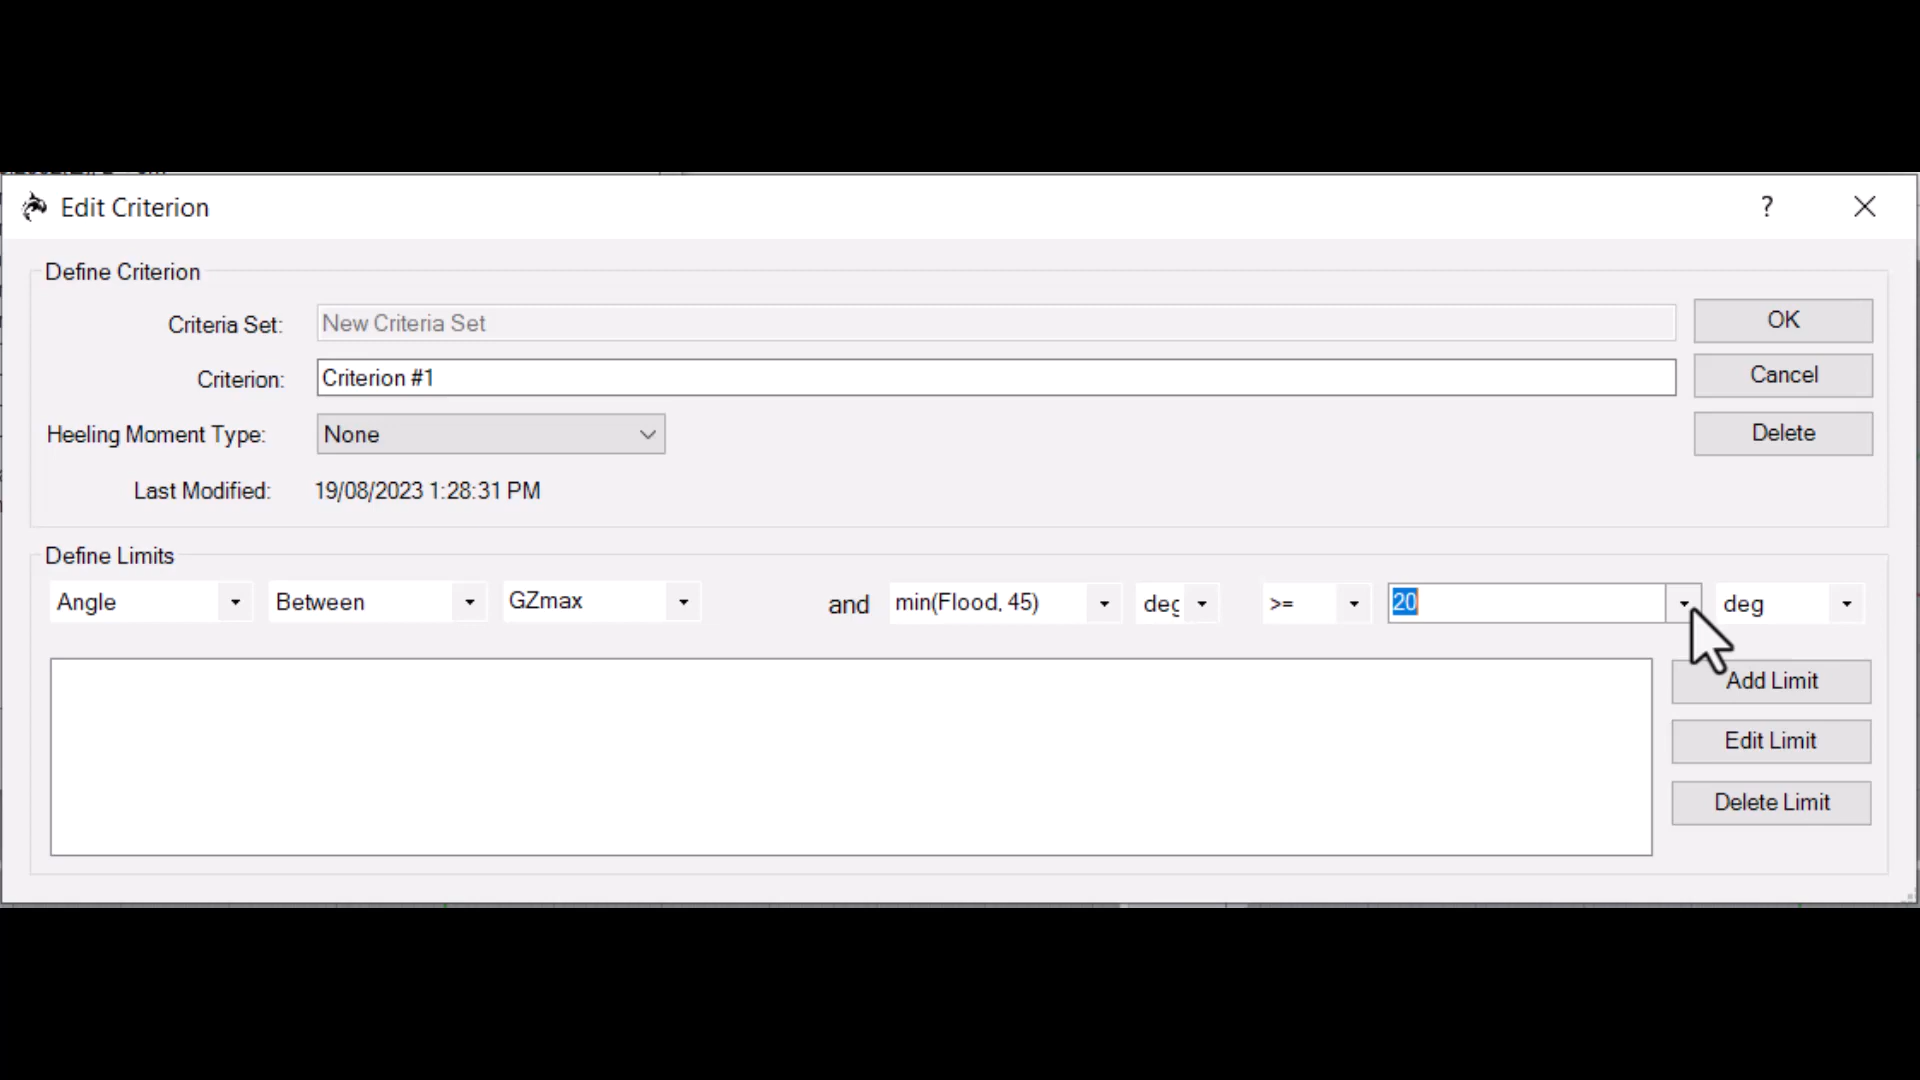 Edit Criterion ?
Define Criterion
Criteria Set: New Criteria Set OK
Criterion: Criterion #1 Cancel
Heeling Moment Type: None Delete
Last Modified: 19/08/2023 1:28:31 PM
Define Limits
Angle Between GZmax and min(Flood, 45) deg >= 20 deg
Add Limit
Edit Limit
Delete Limit